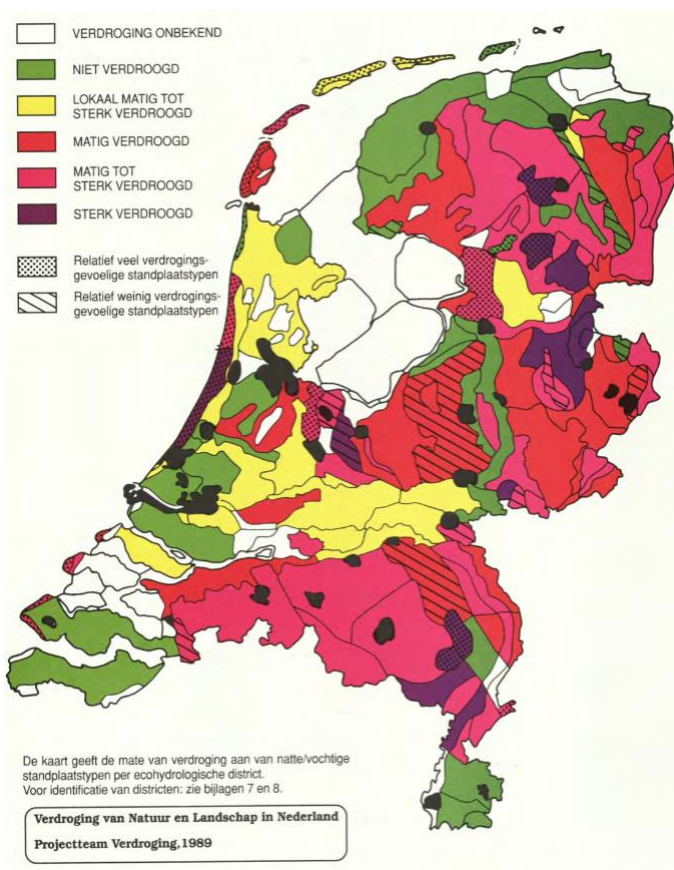 VERDROGING ONBEKEND
NIET VERDROOGD
LOKAAL MATIG TOT
STERK VERDROOGD
MATIG VERDROOGD
MATIG TOT
STERK VERDROOGD
STERK VERDROOGD
Relatief veel verdrogings-
gevoelige standplaatstypen
Relatief weinig verdrogings-
gevoelige standplaatstypen
De kaart geeft de mate van verdroging aan van natte/vochtige
standplaatstypen per ecohydrologische district.
Voor identificatie van districten: zie bijlagen 7 en 8.
Verdroging van Natuur en Landschap in Nederland
Projectteam Verdroging,1989